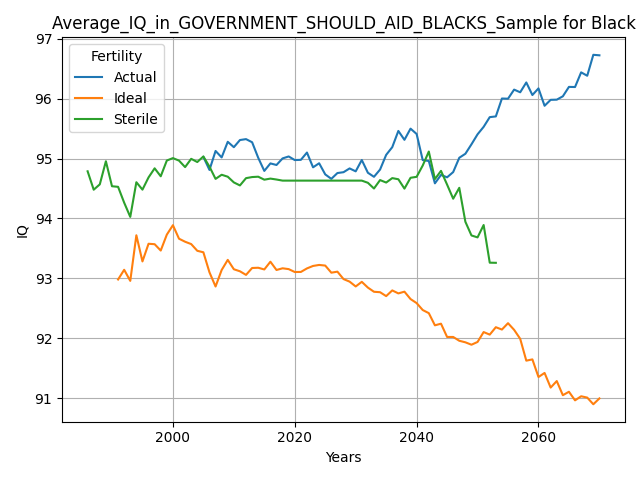 Average_IQ_in_GOVERNMENT_SHOULD_AID_BLACKS_Sample for Black
97
96
95
94
93
92
91
IQ
Fertility
Actual
Ideal
Sterile
2000
2020
2040
2060
Years